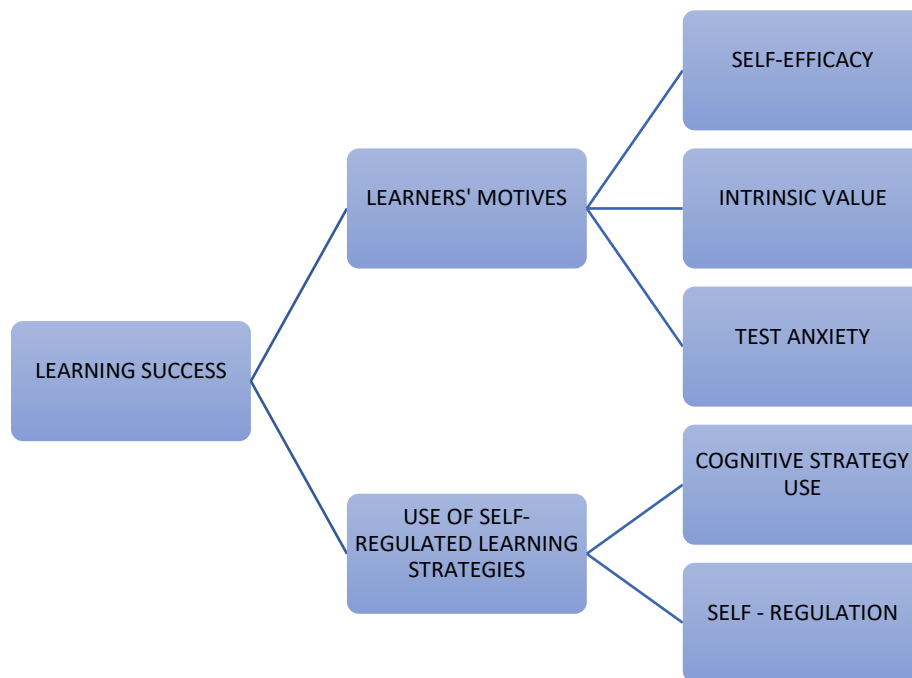 SELF-EFFICACY
LEARNERS' MOTIVES
INTRINSIC VALUE
TEST ANXIETY
LEARNING SUCCESS
COGNITIVE STRATEGY
USE
USE OF SELF-
REGULATED LEARNING
STRATEGIES
SELF - REGULATION